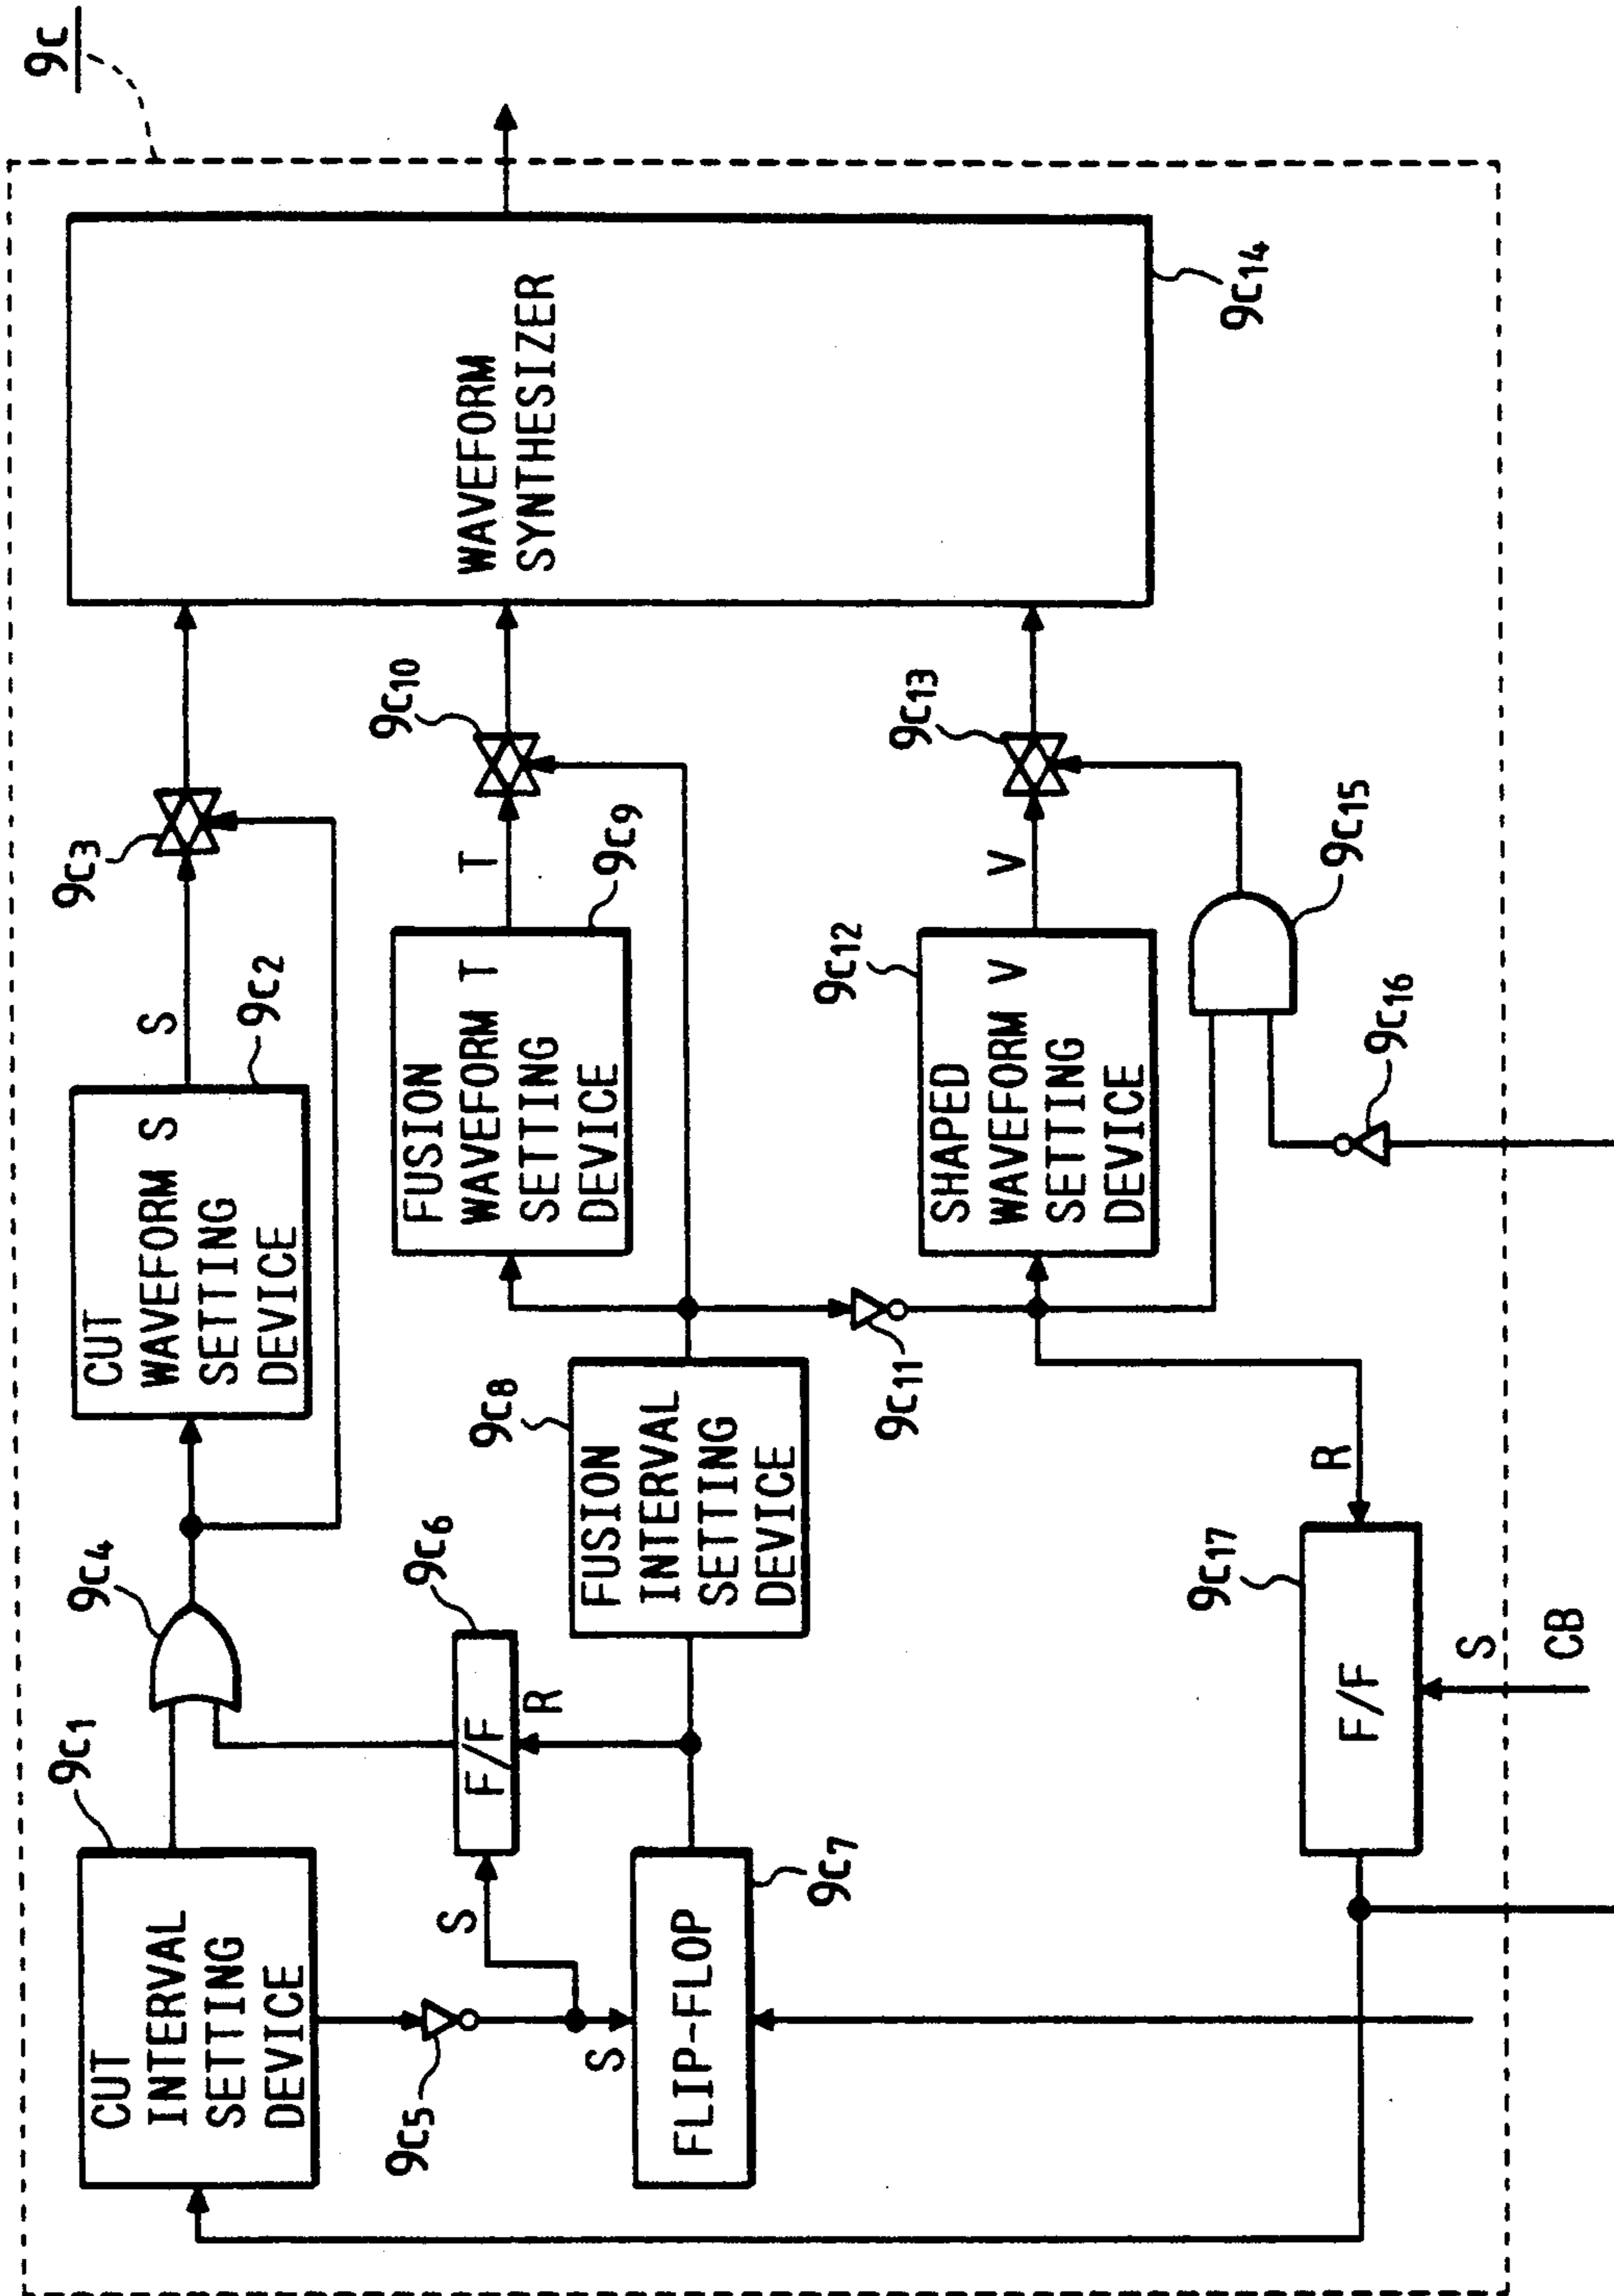 9c
CUT
INTERVAL
SETTING
DEVICE
9c1
9c4
CUT
WAVEFORM S
SETTING
DEVICE
S
9c2
9c3
9c5
S
S
F/F
R
9c6
FLIP-FLOP
9c7
FUSION
INTERVAL
SETTING
DEVICE
9c8
FUSION
WAVEFORM T
SETTING
DEVICE
T
9c9
9c10
WAVEFORM
SYNTHESIZER
9c14
9c11
SHAPED
WAVEFORM V
SETTING
DEVICE
9c12
V
9c13
9c15
9c16
F/F
9c17
R
S
CB